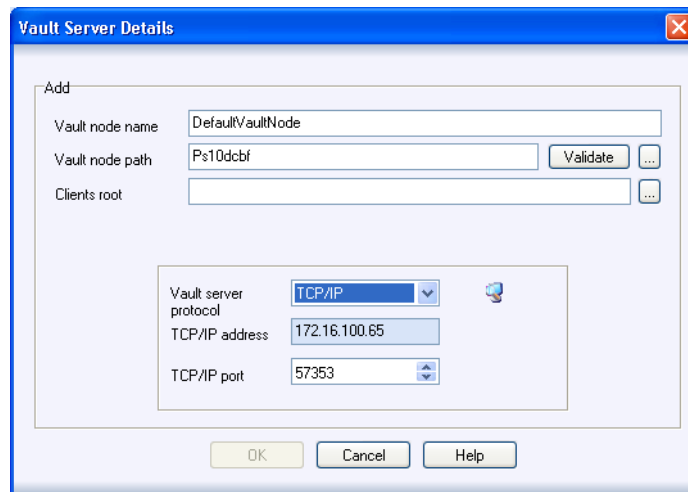 Vault Server Details
Add
Vault node name DefaultVaultNode
Vault node path Ps10dcbf Validate ...
Clients root ...
Vault server protocol TCP/IP
TCP/IP address 172.16.100.65
TCP/IP port 57353
OK Cancel Help